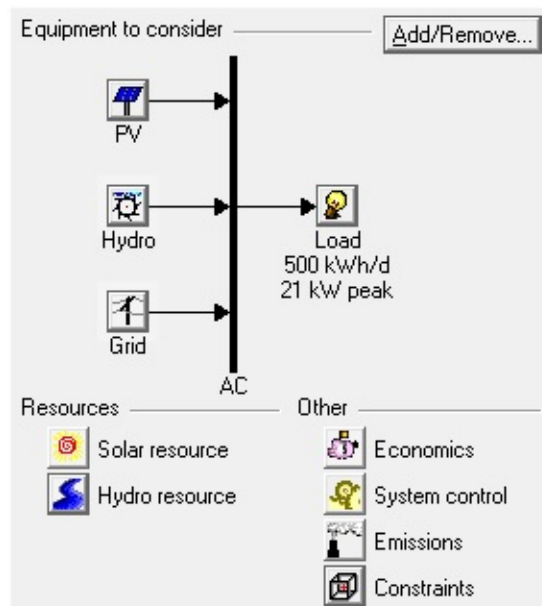 Equipment to consider
Add/Remove...
PV
Hydro
Load
500 kWh/d
21 kW peak
Grid
AC
Resources
Other
Solar resource
Economics
Hydro resource
System control
Emissions
Constraints